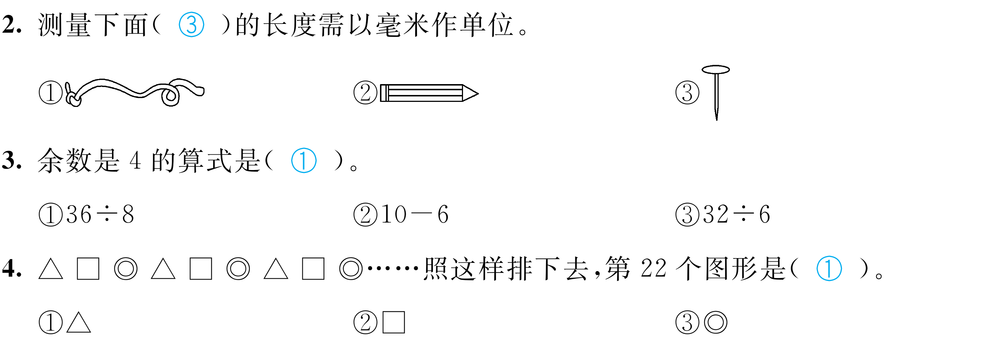 2. 测量下面( ③ )的长度需以毫米作单位。
① ② ③
3. 余数是 4 的算式是( ① )。
①36÷8 ②10－6 ③32÷6
4. △ □ ◎ △ □ ◎ △ □ ◎……照这样排下去,第 22 个图形是( ① )。
①△ ②□ ③◎